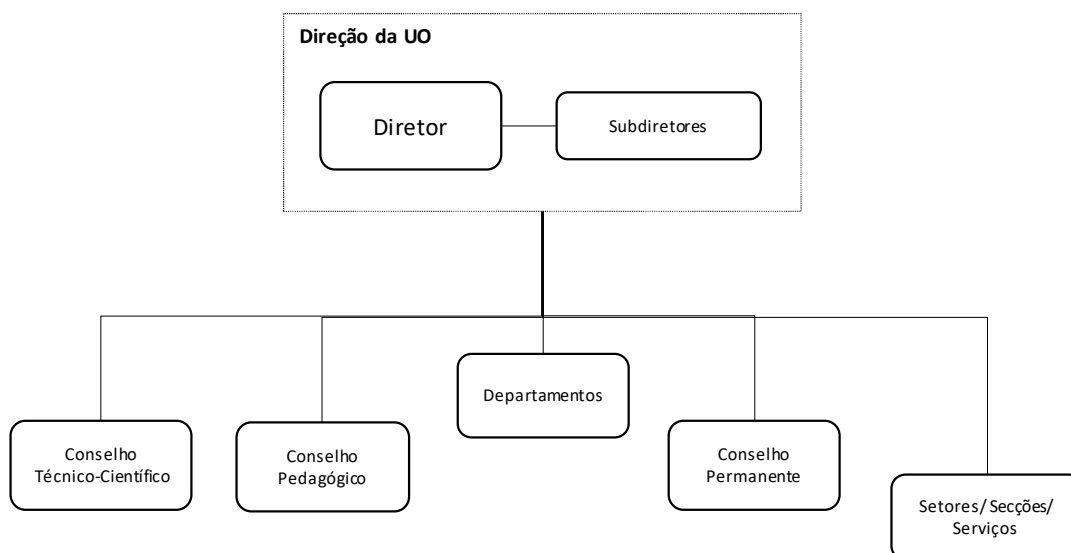 Direção da UO
Diretor
Subdiretores
Departamentos
Conselho
Técnico-Científico
Conselho
Pedagógico
Conselho
Permanente
Setores/Secções/
Serviços